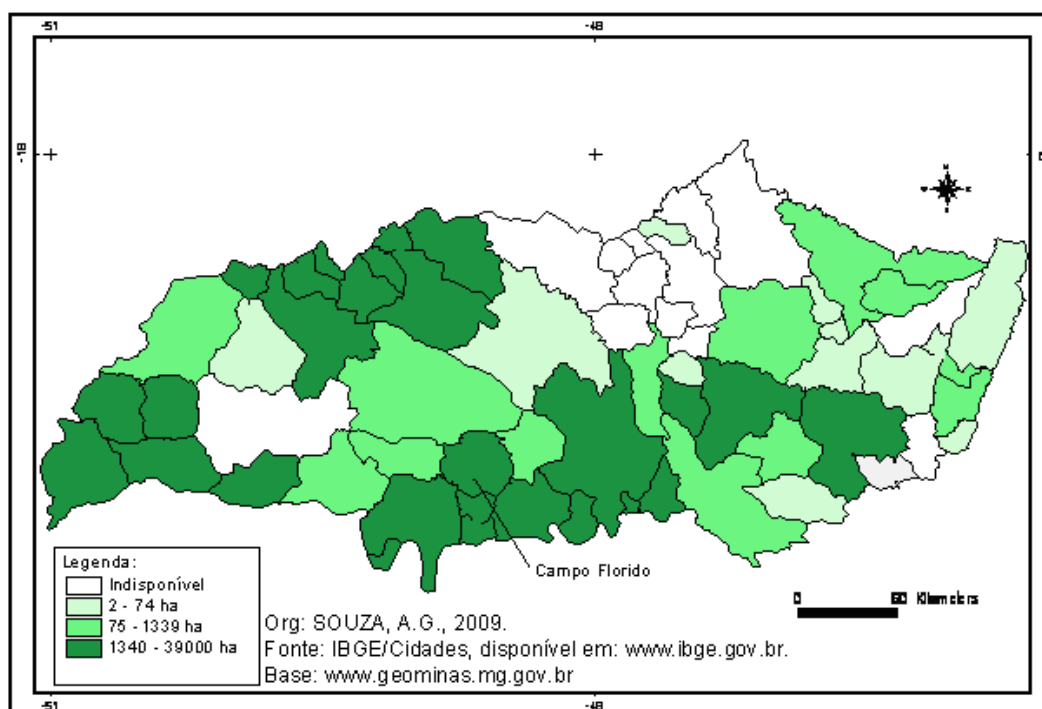 -51
-48
-18
Campo Florido
Legenda:
Indisponível
2 - 74 ha
75 - 1339 ha
1340 - 39000 ha
0 60 Kilometers
Org: SOUZA, A.G., 2009.
Fonte: IBGE/Cidades, disponível em: www.ibge.gov.br.
Base: www.geominas.mg.gov.br
-51
-48